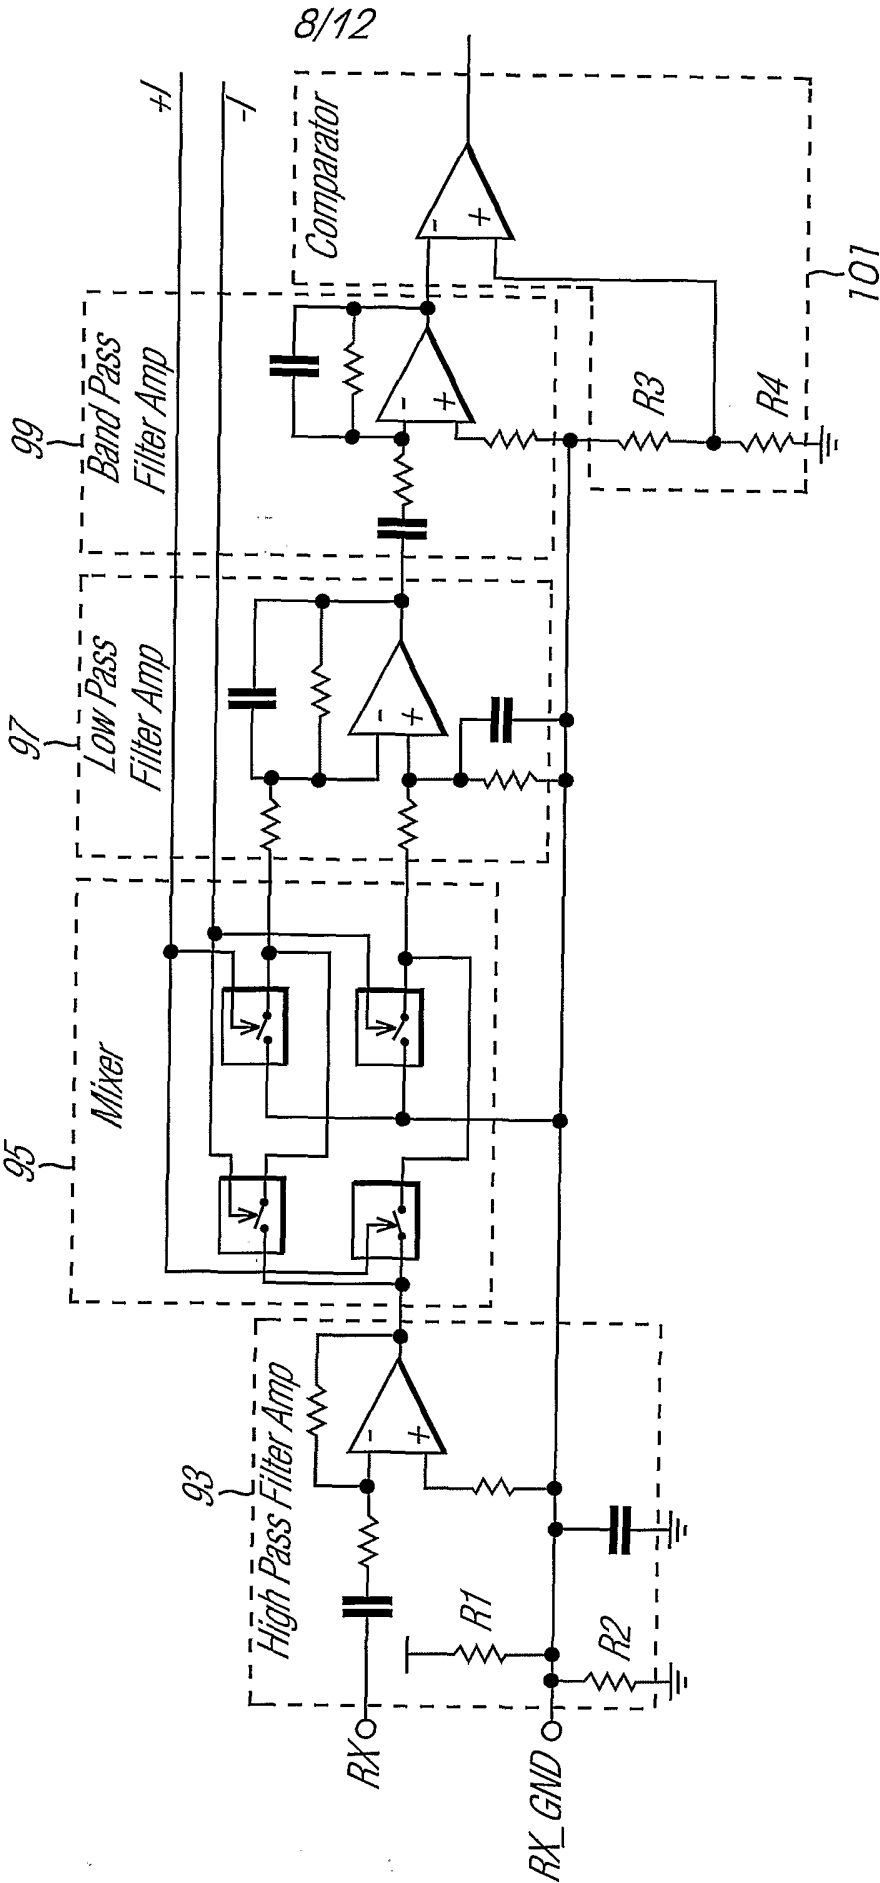 8/12
+I
-I
93
High Pass Filter Amp
95
Mixer
97
Low Pass
Filter Amp
99
Band Pass
Filter Amp
Comparator
101
RX
RX_GND
R1
R2
R3
R4
-
+
-
+
-
+
-
+